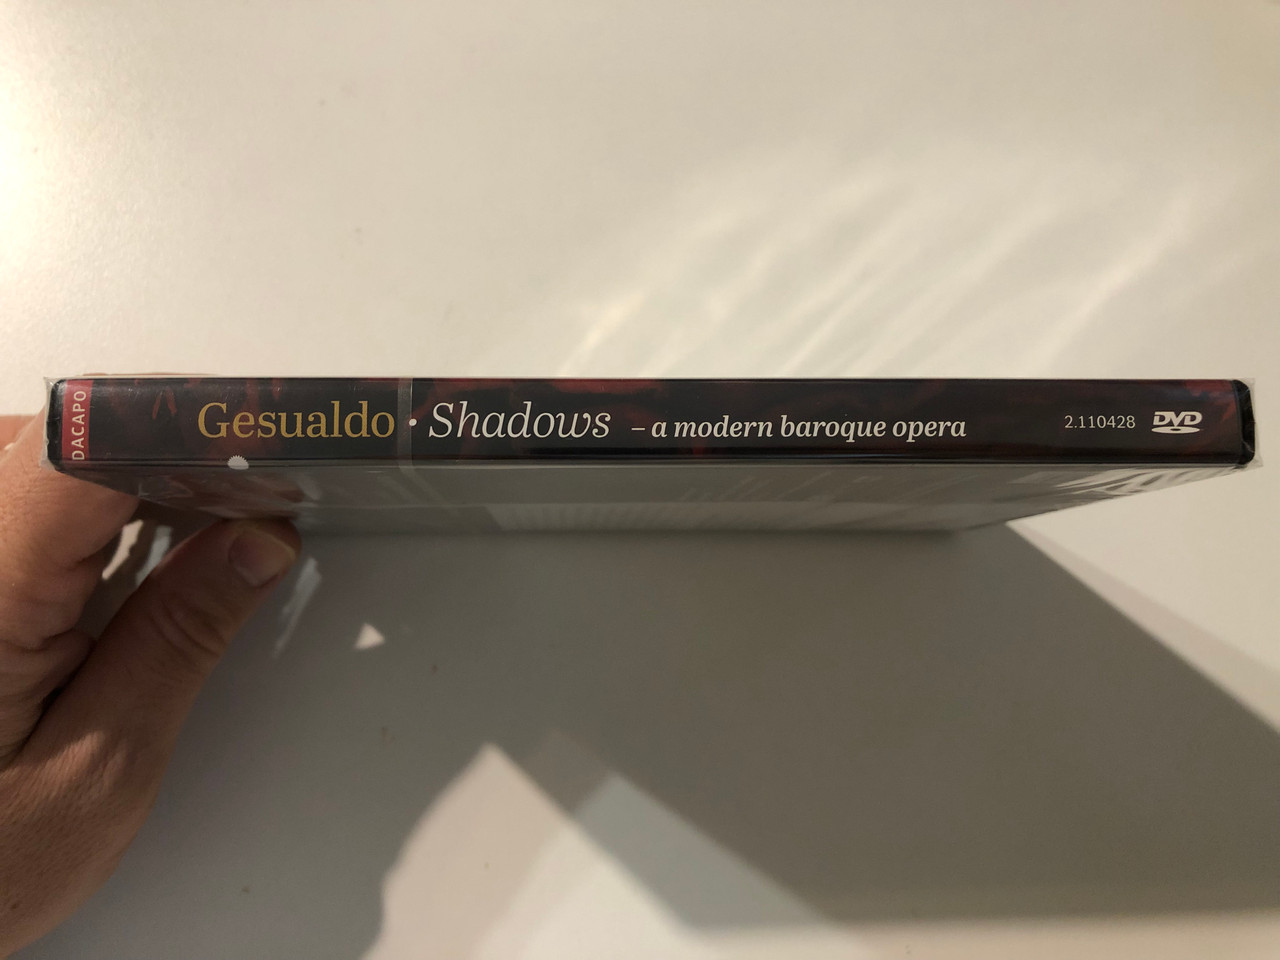 DACAPO
Gesualdo · Shadows – a modern baroque opera
2.110428 DVD